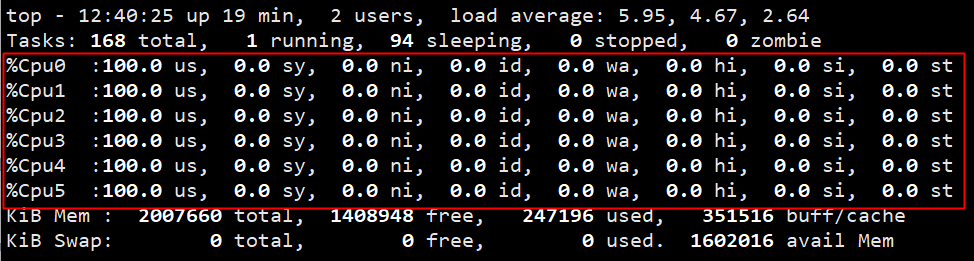 top - 12:40:25 up 19 min,  2 users,  load average: 5.95, 4.67, 2.64
Tasks: 168 total,   1 running,  94 sleeping,   0 stopped,   0 zombie
%Cpu0  :100.0 us,  0.0 sy,  0.0 ni,  0.0 id,  0.0 wa,  0.0 hi,  0.0 si,  0.0 st
%Cpu1  :100.0 us,  0.0 sy,  0.0 ni,  0.0 id,  0.0 wa,  0.0 hi,  0.0 si,  0.0 st
%Cpu2  :100.0 us,  0.0 sy,  0.0 ni,  0.0 id,  0.0 wa,  0.0 hi,  0.0 si,  0.0 st
%Cpu3  :100.0 us,  0.0 sy,  0.0 ni,  0.0 id,  0.0 wa,  0.0 hi,  0.0 si,  0.0 st
%Cpu4  :100.0 us,  0.0 sy,  0.0 ni,  0.0 id,  0.0 wa,  0.0 hi,  0.0 si,  0.0 st
%Cpu5  :100.0 us,  0.0 sy,  0.0 ni,  0.0 id,  0.0 wa,  0.0 hi,  0.0 si,  0.0 st
KiB Mem :  2007660 total,  1408948 free,   247196 used,   351516 buff/cache
KiB Swap:        0 total,        0 free,        0 used.  1602016 avail Mem